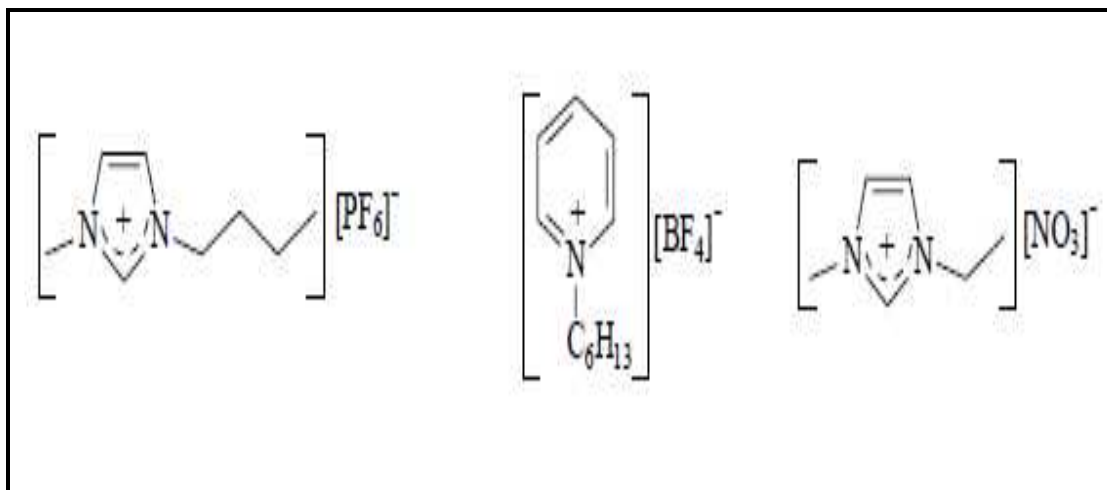 N + N [PF₆]⁻
+ N C₆H₁₃ [BF₄]⁻
N + N [NO₃]⁻